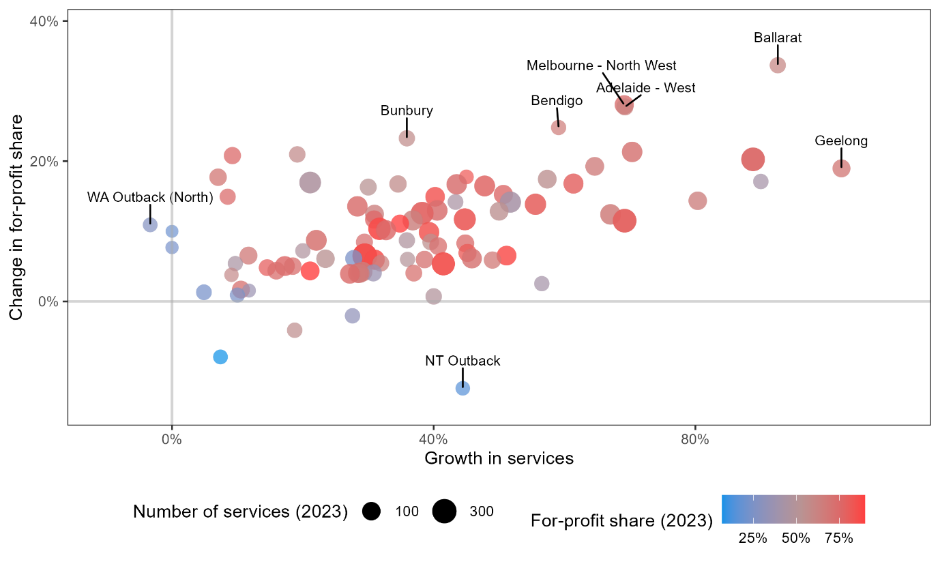 Change in for-profit share
40%
20%
0%
Ballarat
Melbourne - North West
Adelaide - West
Bendigo
Bunbury
Geelong
WA Outback (North)
NT Outback
0%
40%
80%
Growth in services
Number of services (2023)
100
300
For-profit share (2023)
25%
50%
75%